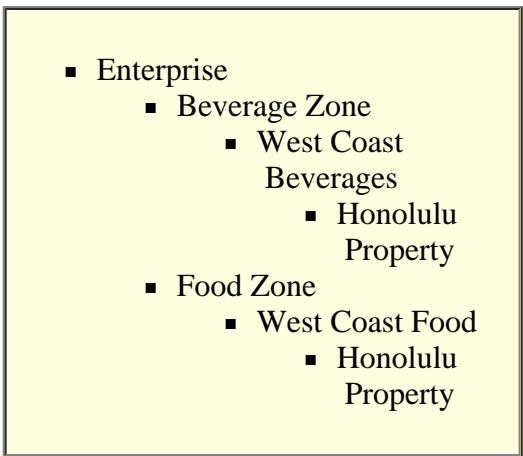 Enterprise
Beverage Zone
West Coast
Beverages
Honolulu
Property
Food Zone
West Coast Food
Honolulu
Property